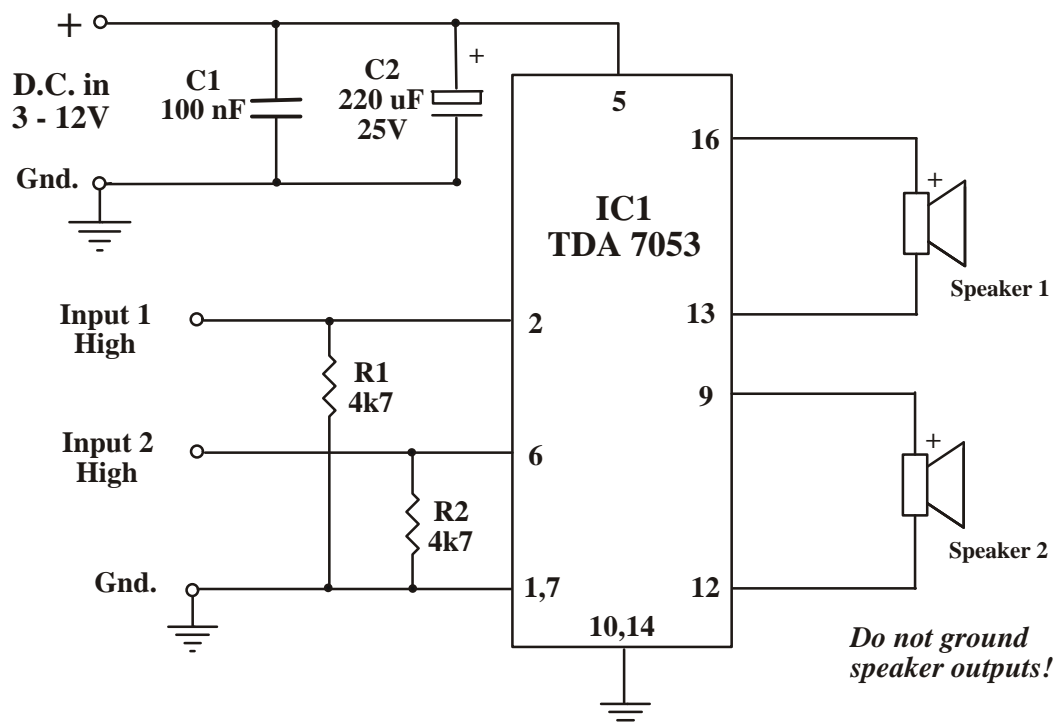 +
D.C. in
3 - 12V
Gnd.
C1
100 nF
C2
220 uF
25V
+
5
16
IC1
TDA 7053
+
Speaker 1
13
Input 1
High
2
R1
4k7
9
Input 2
High
6
+
R2
4k7
Speaker 2
Gnd.
1,7
12
10,14
Do not ground
speaker outputs!